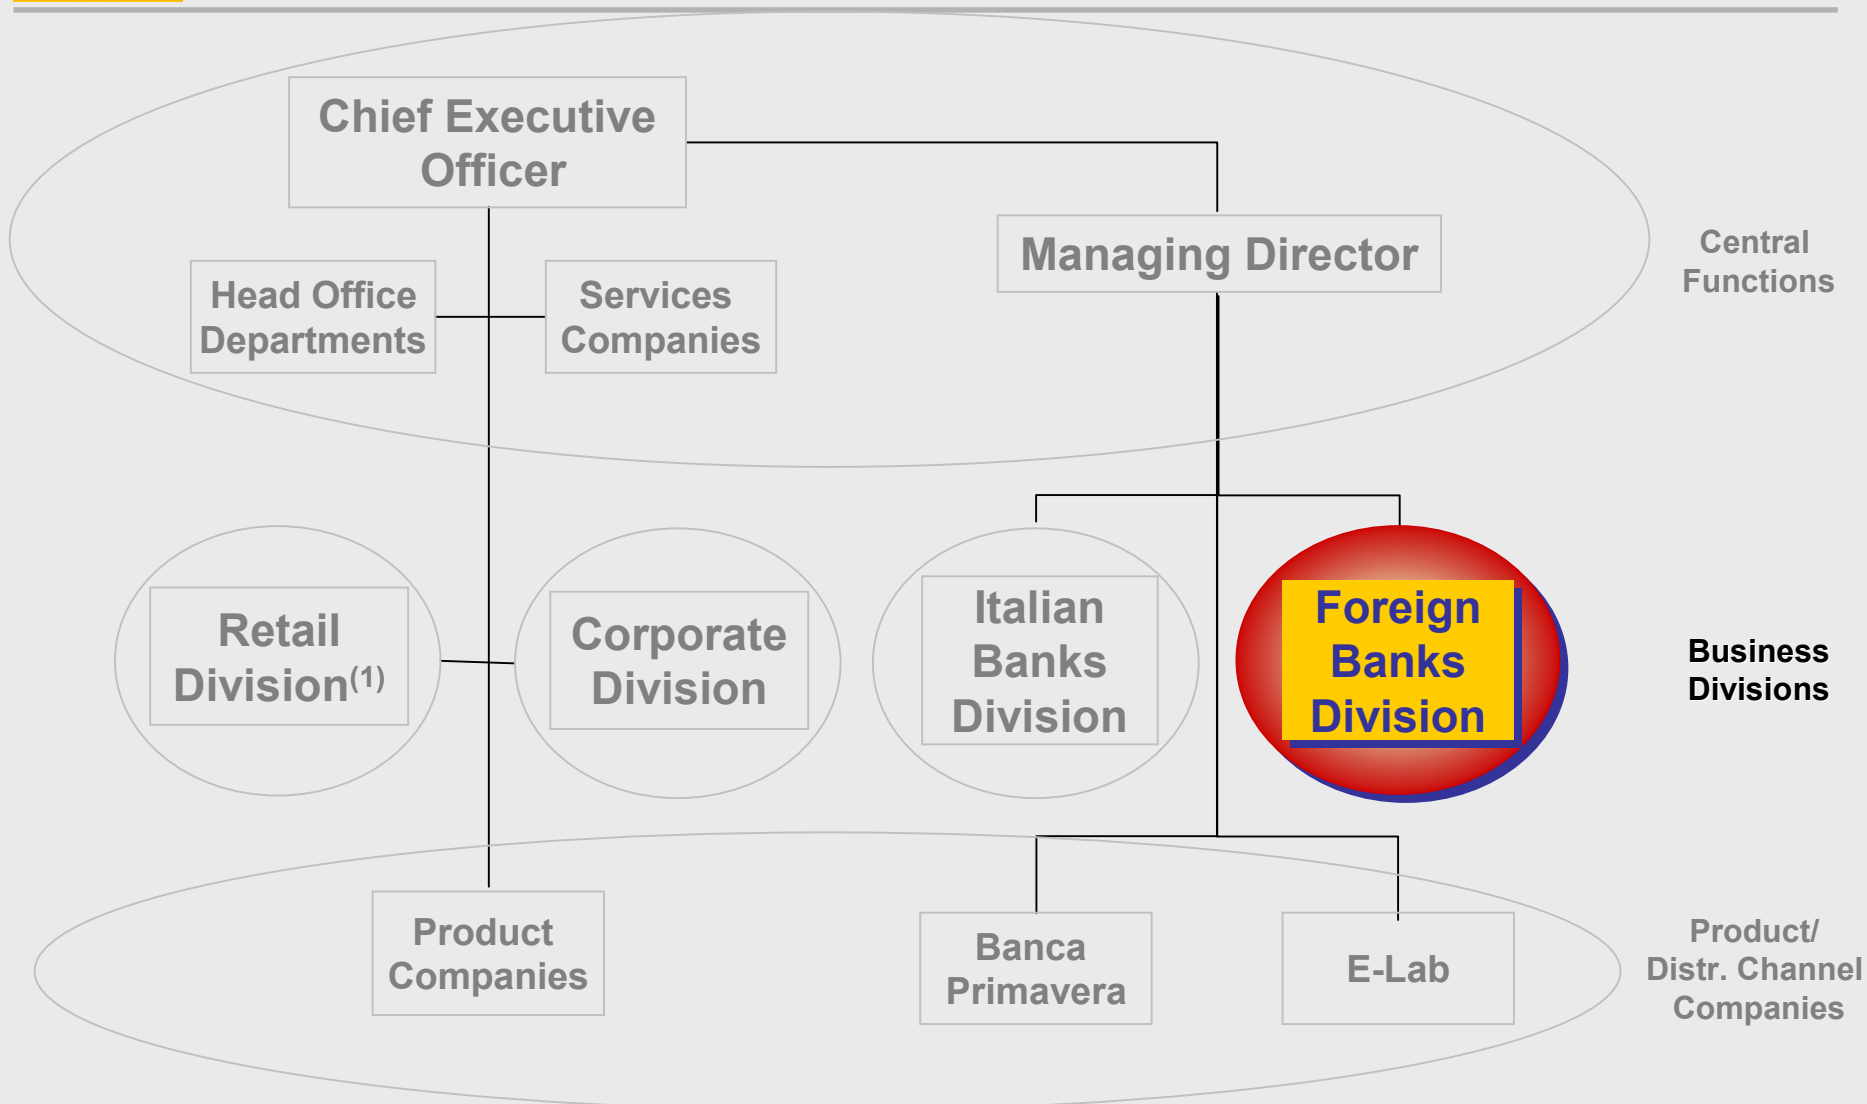 Chief Executive
Officer
Managing Director
Central
Functions
Head Office
Departments
Services
Companies
Retail
Division(1)
Corporate
Division
Italian
Banks
Division
Foreign
Banks
Division
Business
Divisions
Product
Companies
Banca
Primavera
E-Lab
Product/
Distr. Channel
Companies